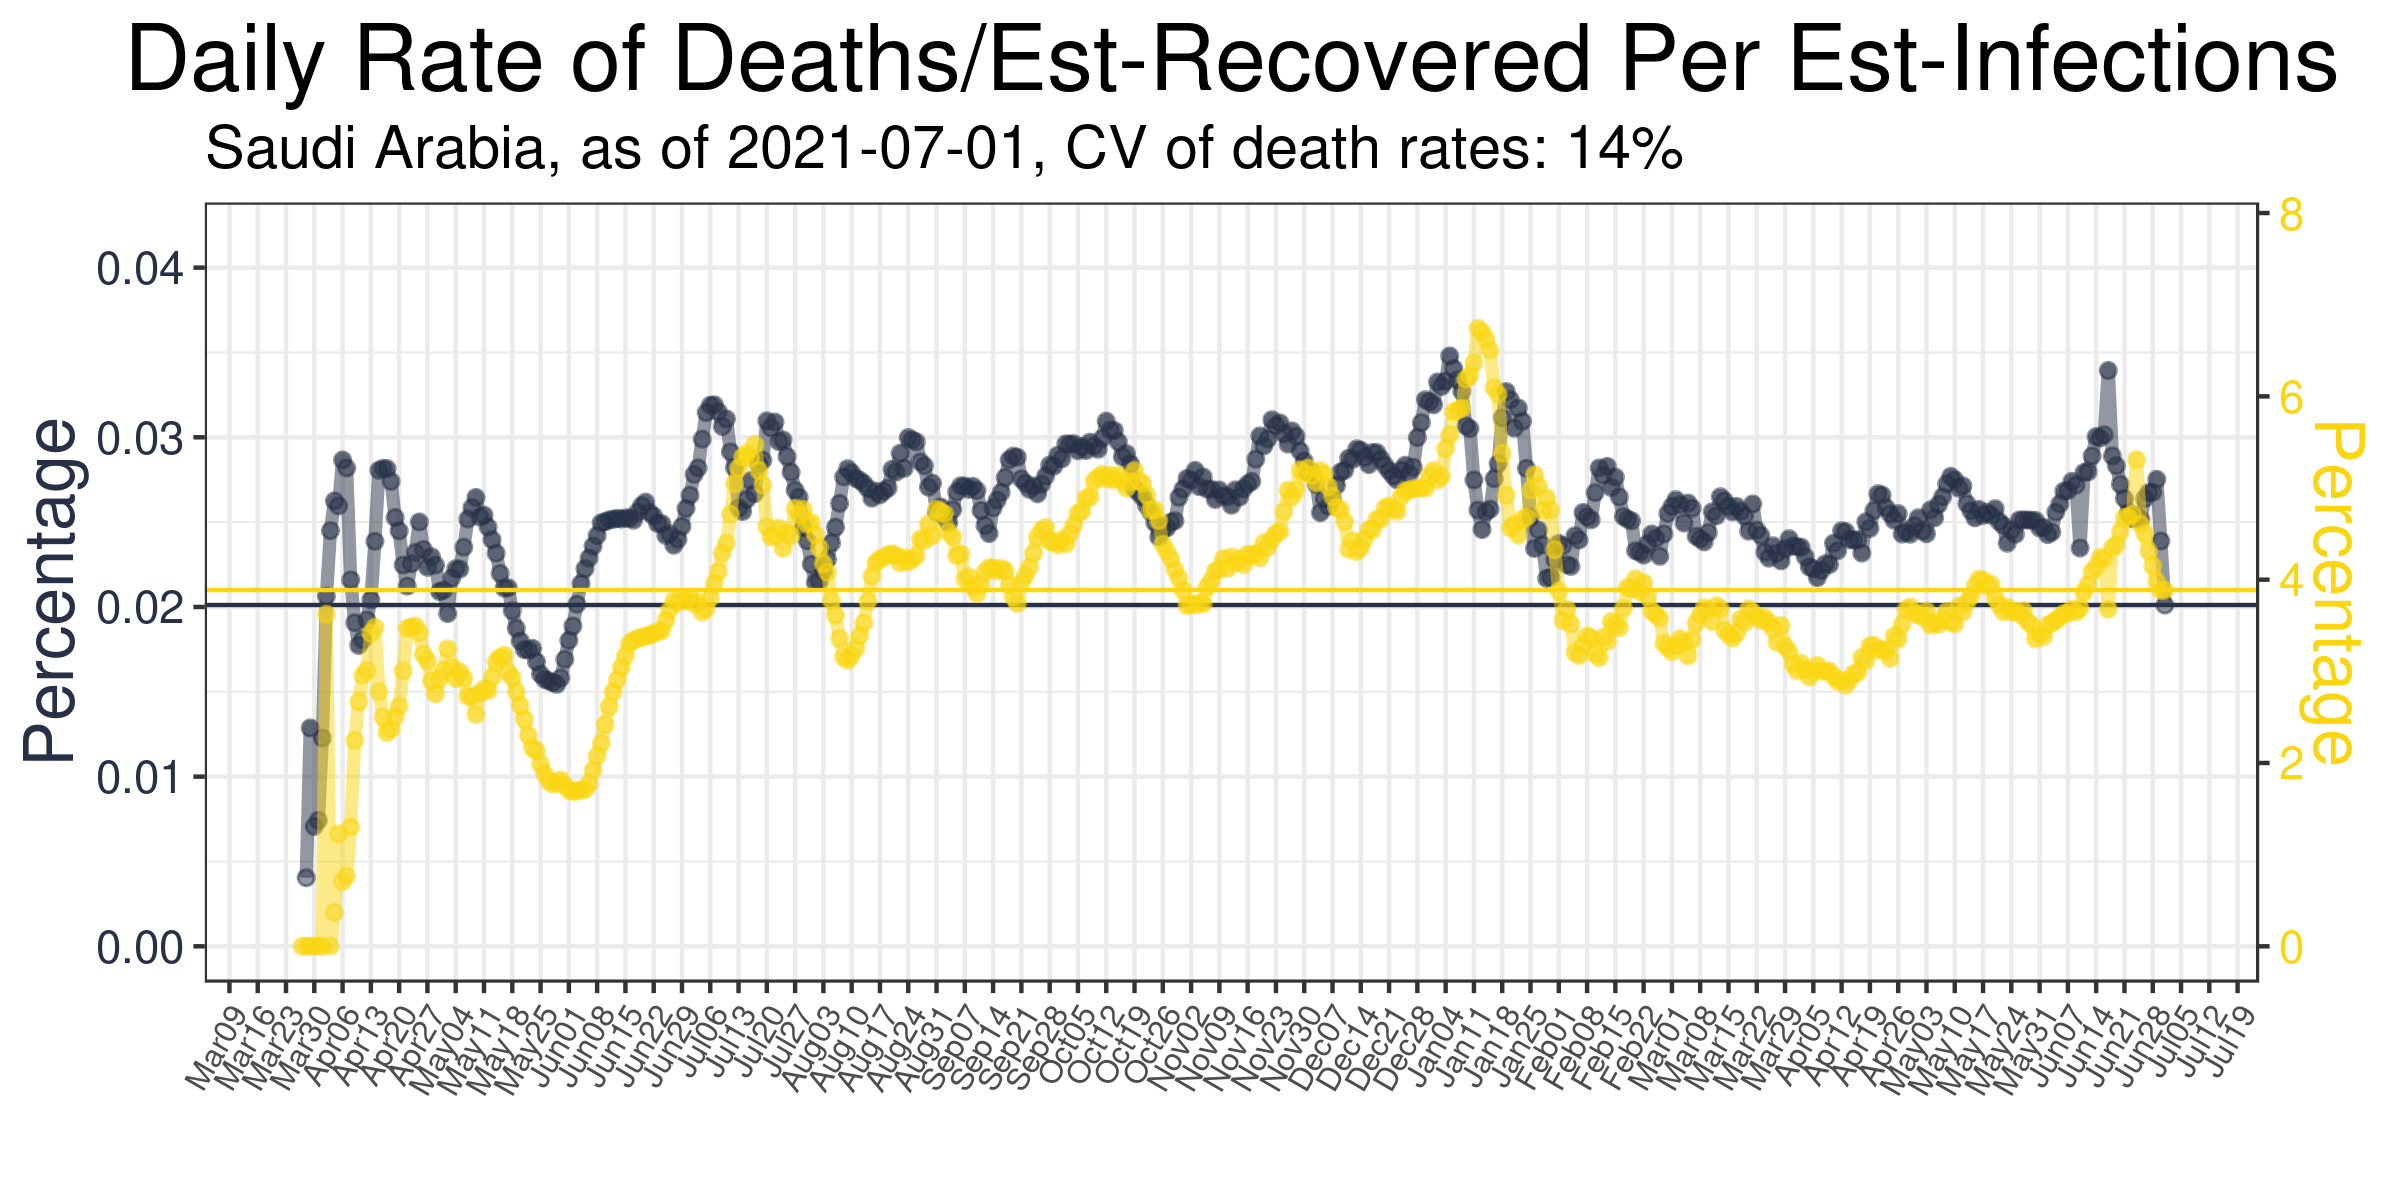 Daily Rate of Deaths/Est-Recovered Per Est-Infections
Saudi Arabia, as of 2021-07-01, CV of death rates: 14%
Percentage
0.04
0.03
0.02
0.01
0.00
8
6
4
2
0
Percentage
Mar09
Mar16
Mar23
Mar30
Apr06
Apr13
Apr20
Apr27
May04
May11
May18
May25
Jun01
Jun08
Jun15
Jun22
Jun29
Jul06
Jul13
Jul20
Jul27
Aug03
Aug10
Aug17
Aug24
Aug31
Sep07
Sep14
Sep21
Sep28
Oct05
Oct12
Oct19
Oct26
Nov02
Nov09
Nov16
Nov23
Nov30
Dec07
Dec14
Dec21
Dec28
Jan04
Jan11
Jan18
Jan25
Feb01
Feb08
Feb15
Feb22
Mar01
Mar08
Mar15
Mar22
Mar29
Apr05
Apr12
Apr19
Apr26
May03
May10
May17
May24
May31
Jun07
Jun14
Jun21
Jun28
Jul05
Jul12
Jul19